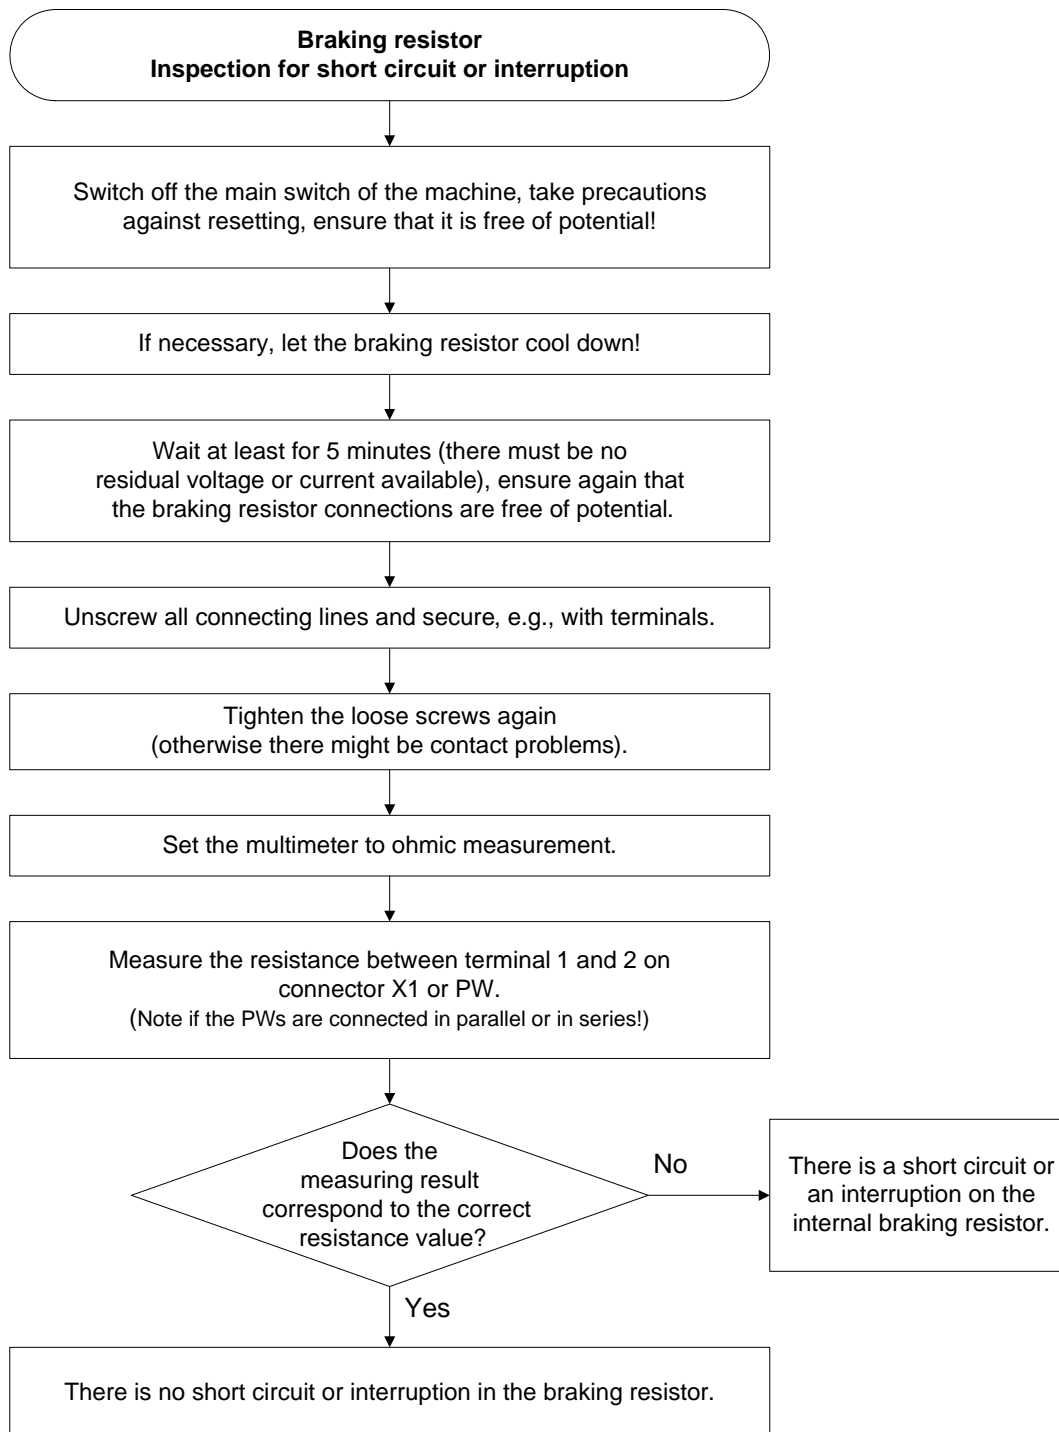 Braking resistor
Inspection for short circuit or interruption
Switch off the main switch of the machine, take precautions
against resetting, ensure that it is free of potential!
If necessary, let the braking resistor cool down!
Wait at least for 5 minutes (there must be no
residual voltage or current available), ensure again that
the braking resistor connections are free of potential.
Unscrew all connecting lines and secure, e.g., with terminals.
Tighten the loose screws again
(otherwise there might be contact problems).
Set the multimeter to ohmic measurement.
Measure the resistance between terminal 1 and 2 on
connector X1 or PW.
(Note if the PWs are connected in parallel or in series!)
Does the
measuring result
correspond to the correct
resistance value?
No
There is a short circuit or
an interruption on the
internal braking resistor.
Yes
There is no short circuit or interruption in the braking resistor.